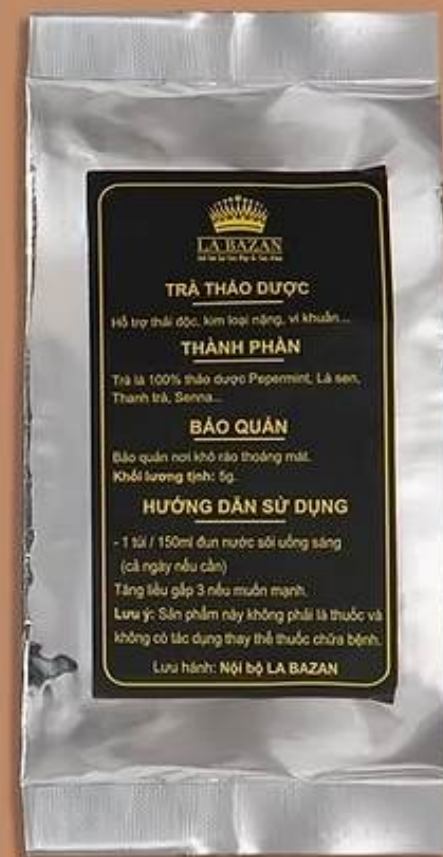 LA BAZAN
TRÀ THẢO DƯỢC
Hỗ trợ thải độc, kim loại nặng, vi khuẩn...
THÀNH PHẦN
Trà là 100% thảo dược Pepermint, Lá sen,
Thanh trà, Senna...
BẢO QUẢN
Bảo quản nơi khô ráo thoáng mát.
Khối lượng tịnh: 5g.
HƯỚNG DẪN SỬ DỤNG
- 1 túi / 150ml đun nước sôi uống sáng
(cả ngày nếu cần)
Tăng liều gấp 3 nếu muốn mạnh.
Lưu ý: Sản phẩm này không phải là thuốc và
không có tác dụng thay thế thuốc chữa bệnh.
Lưu hành: Nội bộ LA BAZAN